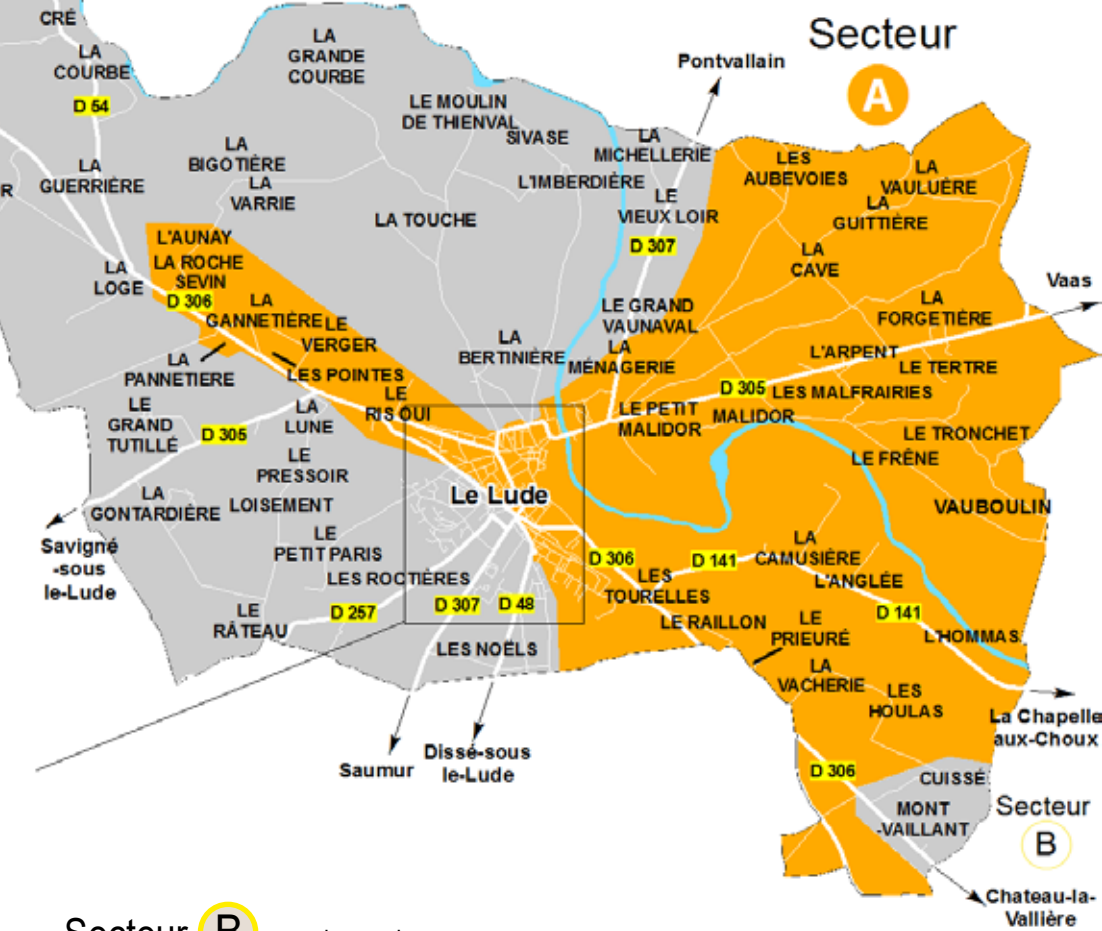 CRÉ
LA
COURBE
D 54
LA
GUERRIÈRE
R
LA
GRANDE
COURBE
LE MOULIN
DE THIENVAL
SIVASE
LA
BIGOTIÈRE
LA
VARRIE
L'IMBERDIÈRE
LA TOUCHE
Pontvallain
LA
MICHELLERIE
LE
VIEUX LOIR
D 307
Secteur
A
LES
AUBEVOIES
LA
VAULUÈRE
LA
GUITTIÈRE
LA
CAVE
Vaas
LA
FORGETIÈRE
L'AUNAY
LA ROCHE
SEVIN
LA
LOGE
D 306
LA
GANNETIÈRE
LE
VERGER
LA
PANNETIERE
LES POINTES
LE
RIS OUI
LA
BERTINIÈRE
LE GRAND
VAUNAVAL
LA
MÉNAGERIE
L'ARPENT
LE TERTRE
D 305
LES MALFRAIRIES
LE PETIT
MALIDOR
MALIDOR
LE TRONCHET
LE FRÊNE
VAUBOULIN
LE
GRAND
TUTILLÉ
D 305
LA
LUNE
LE
PRESSOIR
LA
GONTARDIÈRE
LOISEMENT
Le Lude
Savigné
-sous
le-Lude
LE
PETIT PARIS
LES ROCTIÈRES
LE
RÂTEAU
D 257
D 307
D 48
LES NOËLS
D 306
D 141
LA
CAMUSIÈRE
LES
TOURELLES
L'ANGLÉE
LE RAILLON
LE
PRIEURÉ
D 141
L'HOMMAS
LA
VACHERIE
LES
HOULAS
La Chapelle
aux-Choux
Saumur
Dissé-sous
le-Lude
D 306
CUISSÉ
MONT
-VAILLANT
Secteur
B
Chateau-la-
Vallière
Secteur B